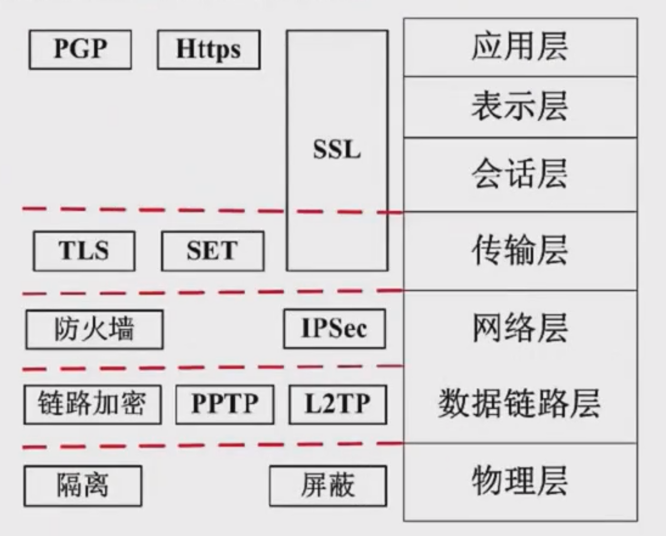 PGP Https 应用层
表示层
SSL
会话层
TLS SET 传输层
防火墙 IPSec 网络层
链路加密 PPTP L2TP 数据链路层
隔离 屏蔽 物理层